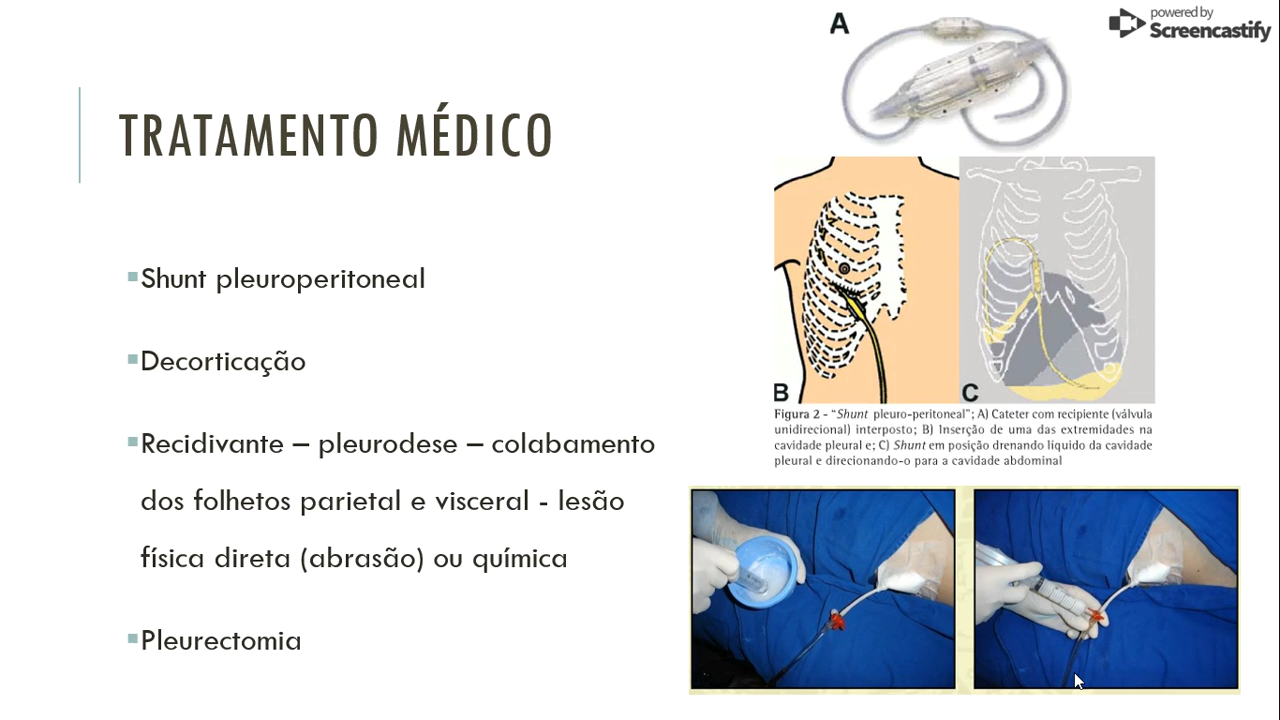 powered by
Screencastify
TRATAMENTO MÉDICO
Shunt pleuroperitoneal
Decorticação
Recidivante – pleurodese – colabamento
dos folhetos parietal e visceral - lesão
física direta (abrasão) ou química
Pleurectomia
A
B
C
Figura 2 - “Shunt pleuro-peritoneal”; A) Cateter com recipiente (válvula
unidirecional) interposto; B) Inserção de uma das extremidades na
cavidade pleural e; C) Shunt em posição drenando liquido da cavidade
pleural e direcionando-o para a cavidade abdominal